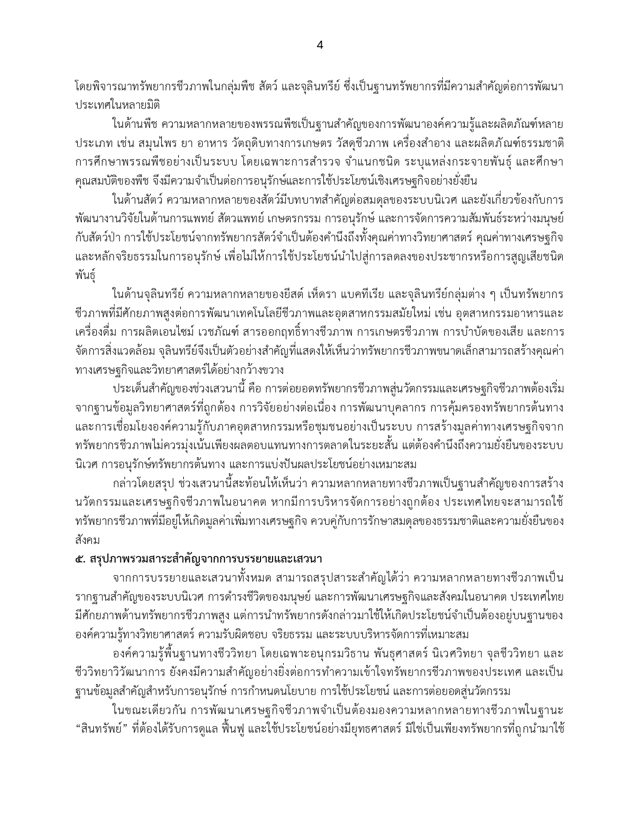 4
โดยพิจารณาทรัพยากรชีวภาพในกลุ่มพืช สัตว์ และจุลินทรีย์ ซึ่งเป็นฐานทรัพยากรที่มีความสำคัญต่อการพัฒนา
ประเทศในหลายมิติ
ในด้านพืช ความหลากหลายของพรรณพืชเป็นฐานสำคัญของการพัฒนาองค์ความรู้และผลิตภัณฑ์หลาย
ประเภท เช่น สมุนไพร ยา อาหาร วัตถุดิบทางการเกษตร วัสดุชีวภาพ เครื่องสำอาง และผลิตภัณฑ์ธรรมชาติ
การศึกษาพรรณพืชอย่างเป็นระบบ โดยเฉพาะการสำรวจ จำแนกชนิด ระบุแหล่งกระจายพันธุ์ และศึกษา
คุณสมบัติของพืช จึงมีความจำเป็นต่อการอนุรักษ์และการใช้ประโยชน์เชิงเศรษฐกิจอย่างยั่งยืน
ในด้านสัตว์ ความหลากหลายของสัตว์มีบทบาทสำคัญต่อสมดุลของระบบนิเวศ และยังเกี่ยวข้องกับการ
พัฒนางานวิจัยในด้านการแพทย์ สัตวแพทย์ เกษตรกรรม การอนุรักษ์ และการจัดการความสัมพันธ์ระหว่างมนุษย์
กับสัตว์ป่า การใช้ประโยชน์จากทรัพยากรสัตว์จำเป็นต้องคำนึงถึงทั้งคุณค่าทางวิทยาศาสตร์ คุณค่าทางเศรษฐกิจ
และหลักจริยธรรมในการอนุรักษ์ เพื่อไม่ให้การใช้ประโยชน์นำไปสู่การลดลงของประชากรหรือการสูญเสียชนิด
พันธุ์
ในด้านจุลินทรีย์ ความหลากหลายของยีสต์ เห็ดรา แบคทีเรีย และจุลินทรีย์กลุ่มต่าง ๆ เป็นทรัพยากร
ชีวภาพที่มีศักยภาพสูงต่อการพัฒนาเทคโนโลยีชีวภาพและอุตสาหกรรมสมัยใหม่ เช่น อุตสาหกรรมอาหารและ
เครื่องดื่ม การผลิตเอนไซม์ เวชภัณฑ์ สารออกฤทธิ์ทางชีวภาพ การเกษตรชีวภาพ การบำบัดของเสีย และการ
จัดการสิ่งแวดล้อม จุลินทรีย์จึงเป็นตัวอย่างสำคัญที่แสดงให้เห็นว่าทรัพยากรชีวภาพขนาดเล็กสามารถสร้างคุณค่า
ทางเศรษฐกิจและวิทยาศาสตร์ได้อย่างกว้างขวาง
ประเด็นสำคัญของช่วงเสวนานี้ คือ การต่อยอดทรัพยากรชีวภาพสู่นวัตกรรมและเศรษฐกิจชีวภาพต้องเริ่ม
จากฐานข้อมูลวิทยาศาสตร์ที่ถูกต้อง การวิจัยอย่างต่อเนื่อง การพัฒนาบุคลากร การคุ้มครองทรัพยากรต้นทาง
และการเชื่อมโยงองค์ความรู้กับภาคอุตสาหกรรมหรือชุมชนอย่างเป็นระบบ การสร้างมูลค่าทางเศรษฐกิจจาก
ทรัพยากรชีวภาพไม่ควรมุ่งเน้นเพียงผลตอบแทนทางการตลาดในระยะสั้น แต่ต้องคำนึงถึงความยั่งยืนของระบบ
นิเวศ การอนุรักษ์ทรัพยากรต้นทาง และการแบ่งปันผลประโยชน์อย่างเหมาะสม
กล่าวโดยสรุป ช่วงเสวนานี้สะท้อนให้เห็นว่า ความหลากหลายทางชีวภาพเป็นฐานสำคัญของการสร้าง
นวัตกรรมและเศรษฐกิจชีวภาพในอนาคต หากมีการบริหารจัดการอย่างถูกต้อง ประเทศไทยจะสามารถใช้
ทรัพยากรชีวภาพที่มีอยู่ให้เกิดมูลค่าเพิ่มทางเศรษฐกิจ ควบคู่กับการรักษาสมดุลของธรรมชาติและความยั่งยืนของ
สังคม
๕. สรุปภาพรวมสาระสำคัญจากการบรรยายและเสวนา
จากการบรรยายและเสวนาทั้งหมด สามารถสรุปสาระสำคัญได้ว่า ความหลากหลายทางชีวภาพเป็น
รากฐานสำคัญของระบบนิเวศ การดำรงชีวิตของมนุษย์ และการพัฒนาเศรษฐกิจและสังคมในอนาคต ประเทศไทย
มีศักยภาพด้านทรัพยากรชีวภาพสูง แต่การนำทรัพยากรดังกล่าวมาใช้ให้เกิดประโยชน์จำเป็นต้องอยู่บนฐานของ
องค์ความรู้ทางวิทยาศาสตร์ ความรับผิดชอบ จริยธรรม และระบบบริหารจัดการที่เหมาะสม
องค์ความรู้พื้นฐานทางชีววิทยา โดยเฉพาะอนุกรมวิธาน พันธุศาสตร์ นิเวศวิทยา จุลชีววิทยา และ
ชีววิทยาวิวัฒนาการ ยังคงมีความสำคัญอย่างยิ่งต่อการทำความเข้าใจทรัพยากรชีวภาพของประเทศ และเป็น
ฐานข้อมูลสำคัญสำหรับการอนุรักษ์ การกำหนดนโยบาย การใช้ประโยชน์ และการต่อยอดสู่นวัตกรรม
ในขณะเดียวกัน การพัฒนาเศรษฐกิจชีวภาพจำเป็นต้องมองความหลากหลายทางชีวภาพในฐานะ
“สินทรัพย์” ที่ต้องได้รับการดูแล ฟื้นฟู และใช้ประโยชน์อย่างมียุทธศาสตร์ มิใช่เป็นเพียงทรัพยากรที่ถูกนำมาใช้